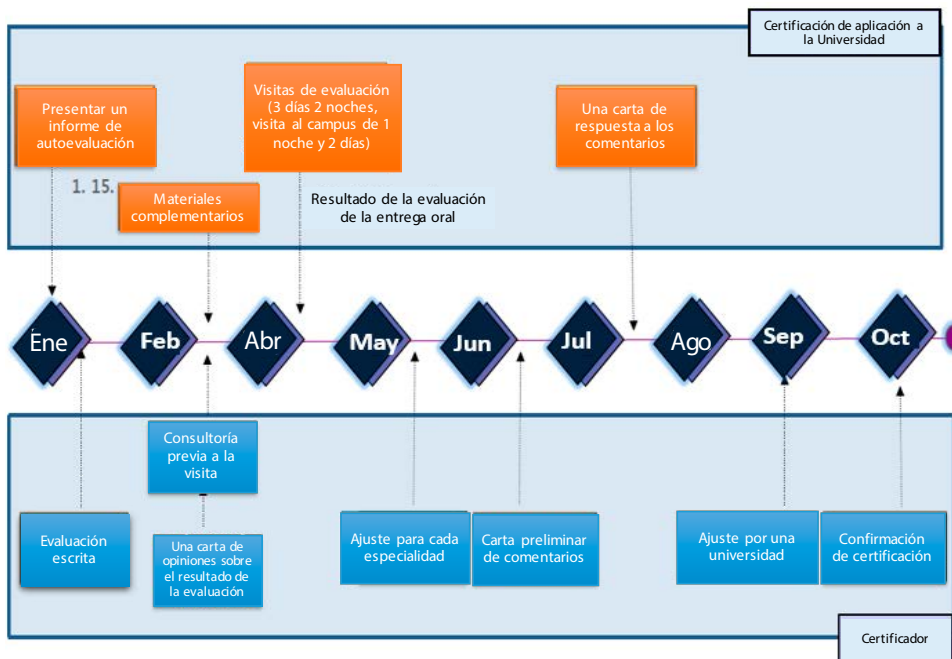 Certificación de aplicación a
la Universidad
Presentar un
informe de
autoevaluación
Visitas de evaluación
(3 días 2 noches,
visita al campus de 1
noche y 2 días)
Una carta de
respuesta a los
comentarios
1. 15.
Materiales
complementarios
Resultado de la evaluación
de la entrega oral
Ene
Feb
Abr
May
Jun
Jul
Ago
Sep
Oct
Consultoría
previa a la
visita
Evaluación
escrita
Una carta de
opiniones sobre
el resultado de
la evaluación
Ajuste para cada
especialidad
Carta preliminar
de comentarios
Ajuste por una
universidad
Confirmación
de certificación
Certificador